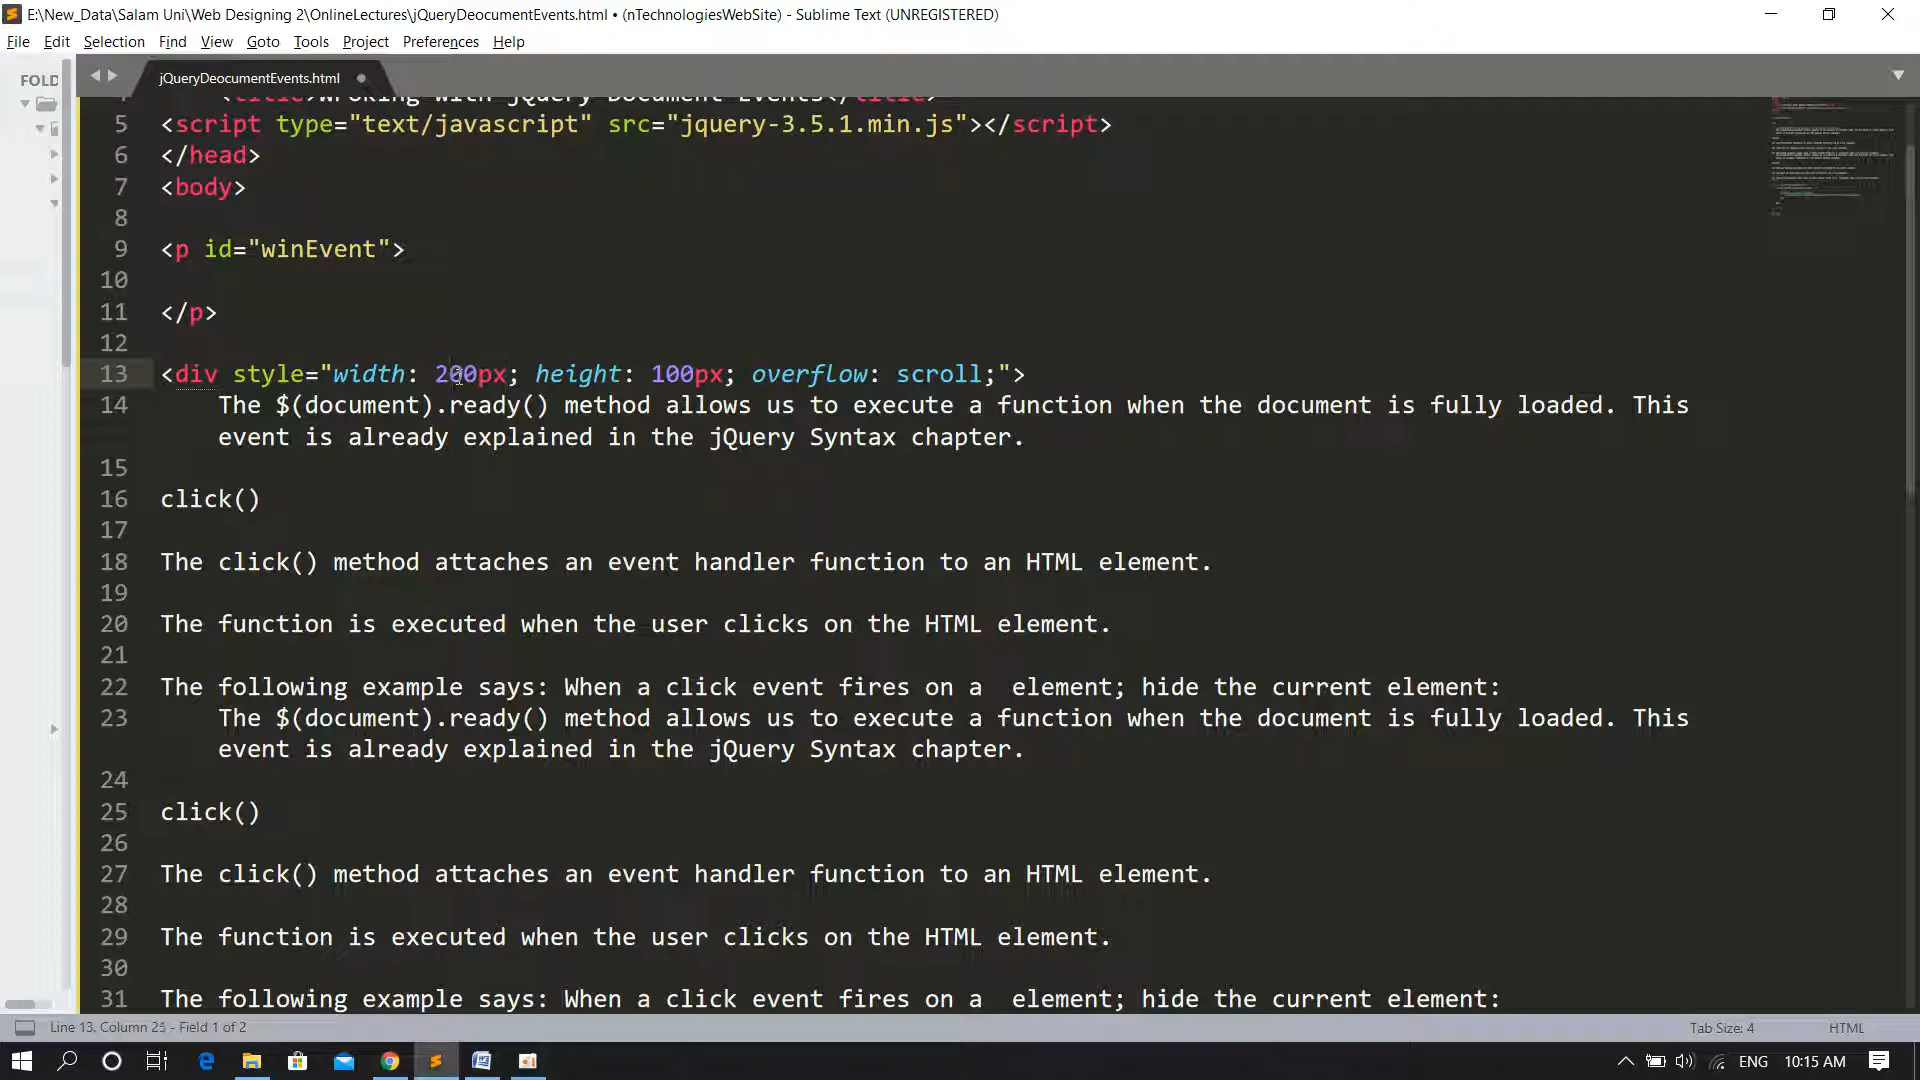 E:\New_Data\Salam Uni\Web Designing 2\OnlineLectures\jQueryDeocumentEvents.html • (nTechnologiesWebSite) - Sublime Text (UNREGISTERED)
File Edit Selection Find View Goto Tools Project Preferences Help
FOLD
jQueryDeocumentEvents.html
4 <title>Wroking with jQuery Document Events</title>
5 <script type="text/javascript" src="jquery-3.5.1.min.js"></script>
6 </head>
7 <body>
8
9 <p id="winEvent">
10
11 </p>
12
13 <div style="width: 200px; height: 100px; overflow: scroll;">
14 The $(document).ready() method allows us to execute a function when the document is fully loaded. This
event is already explained in the jQuery Syntax chapter.
15
16 click()
17
18 The click() method attaches an event handler function to an HTML element.
19
20 The function is executed when the user clicks on the HTML element.
21
22 The following example says: When a click event fires on a  element; hide the current element:
23 The $(document).ready() method allows us to execute a function when the document is fully loaded. This
event is already explained in the jQuery Syntax chapter.
24
25 click()
26
27 The click() method attaches an event handler function to an HTML element.
28
29 The function is executed when the user clicks on the HTML element.
30
31 The following example says: When a click event fires on a  element; hide the current element:
Line 13, Column 25 - Field 1 of 2
Tab Size: 4 HTML
ENG 10:15 AM